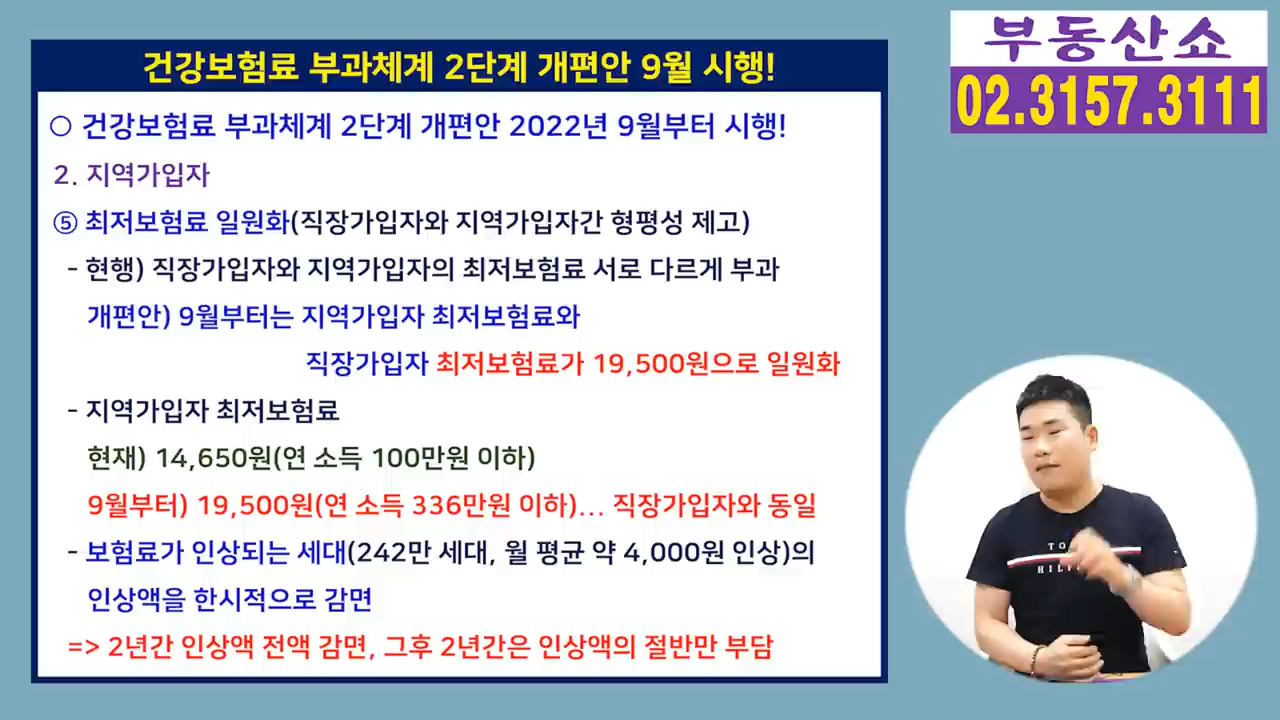 건강보험료 부과체계 2단계 개편안 9월 시행!
부동산쇼
02.3157.3111
○ 건강보험료 부과체계 2단계 개편안 2022년 9월부터 시행!
2. 지역가입자
⑤ 최저보험료 일원화(직장가입자와 지역가입자간 형평성 제고)
- 현행) 직장가입자와 지역가입자의 최저보험료 서로 다르게 부과
개편안) 9월부터는 지역가입자 최저보험료와
직장가입자 최저보험료가 19,500원으로 일원화
- 지역가입자 최저보험료
현재) 14,650원(연 소득 100만원 이하)
9월부터) 19,500원(연 소득 336만원 이하)... 직장가입자와 동일
- 보험료가 인상되는 세대(242만 세대, 월 평균 약 4,000원 인상)의
인상액을 한시적으로 감면
=> 2년간 인상액 전액 감면, 그후 2년간은 인상액의 절반만 부담